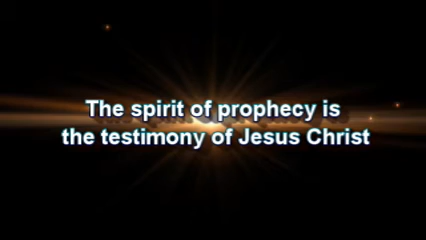 The spirit of prophecy is
the testimony of Jesus Christ